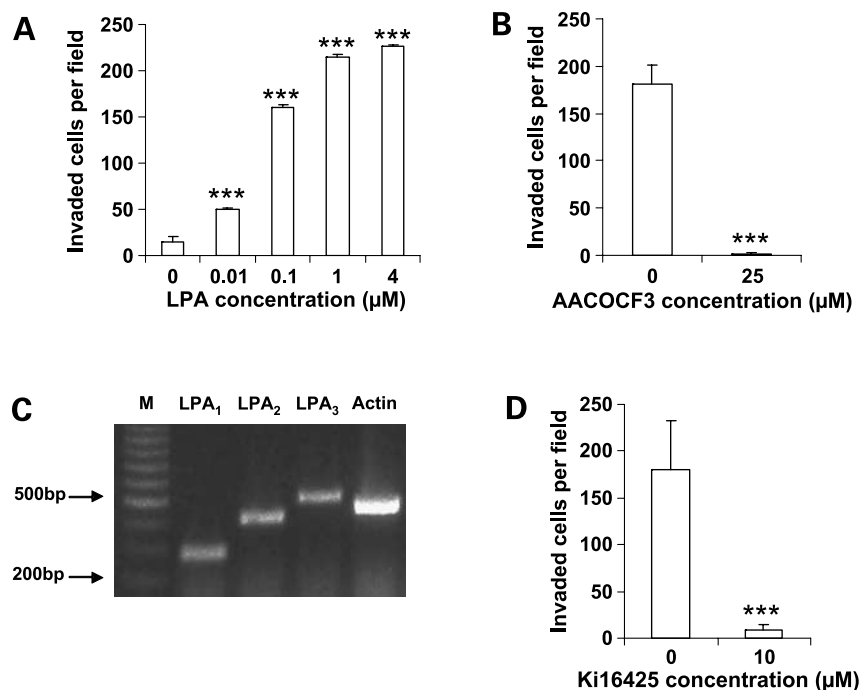 A
Invaded cells per field
250
200
150
100
50
0
***
***
***
***
0 0.01 0.1 1 4
LPA concentration (µM)
B
Invaded cells per field
250
200
150
100
50
0
***
0 25
AACOCF3 concentration (µM)
C
M LPA₁ LPA₂ LPA₃ Actin
500bp
200bp
D
Invaded cells per field
250
200
150
100
50
0
***
0 10
Ki16425 concentration (µM)